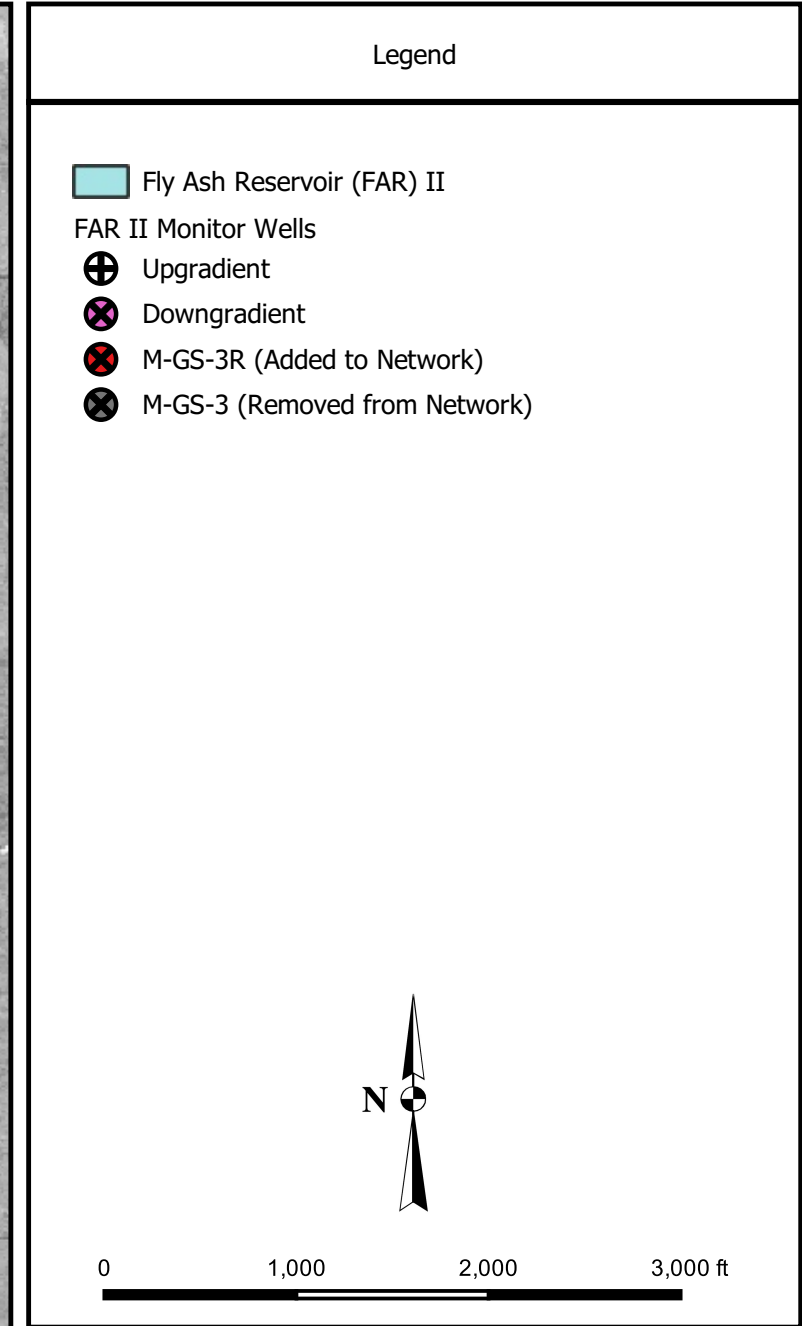 Legend
Fly Ash Reservoir (FAR) II
FAR II Monitor Wells
Upgradient
Downgradient
M-GS-3R (Added to Network)
M-GS-3 (Removed from Network)
N
0 1,000 2,000 3,000 ft